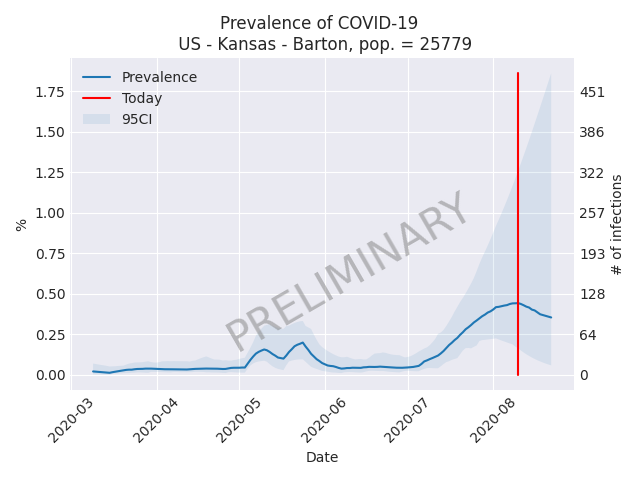 Prevalence of COVID-19
US - Kansas - Barton, pop. = 25779
Prevalence
Today
95CI
1.75
1.50
1.25
1.00
0.75
0.50
0.25
0.00
%
451
386
322
257
193
128
64
0
# of infections
PRELIMINARY
2020-03
2020-04
2020-05
2020-06
2020-07
2020-08
Date